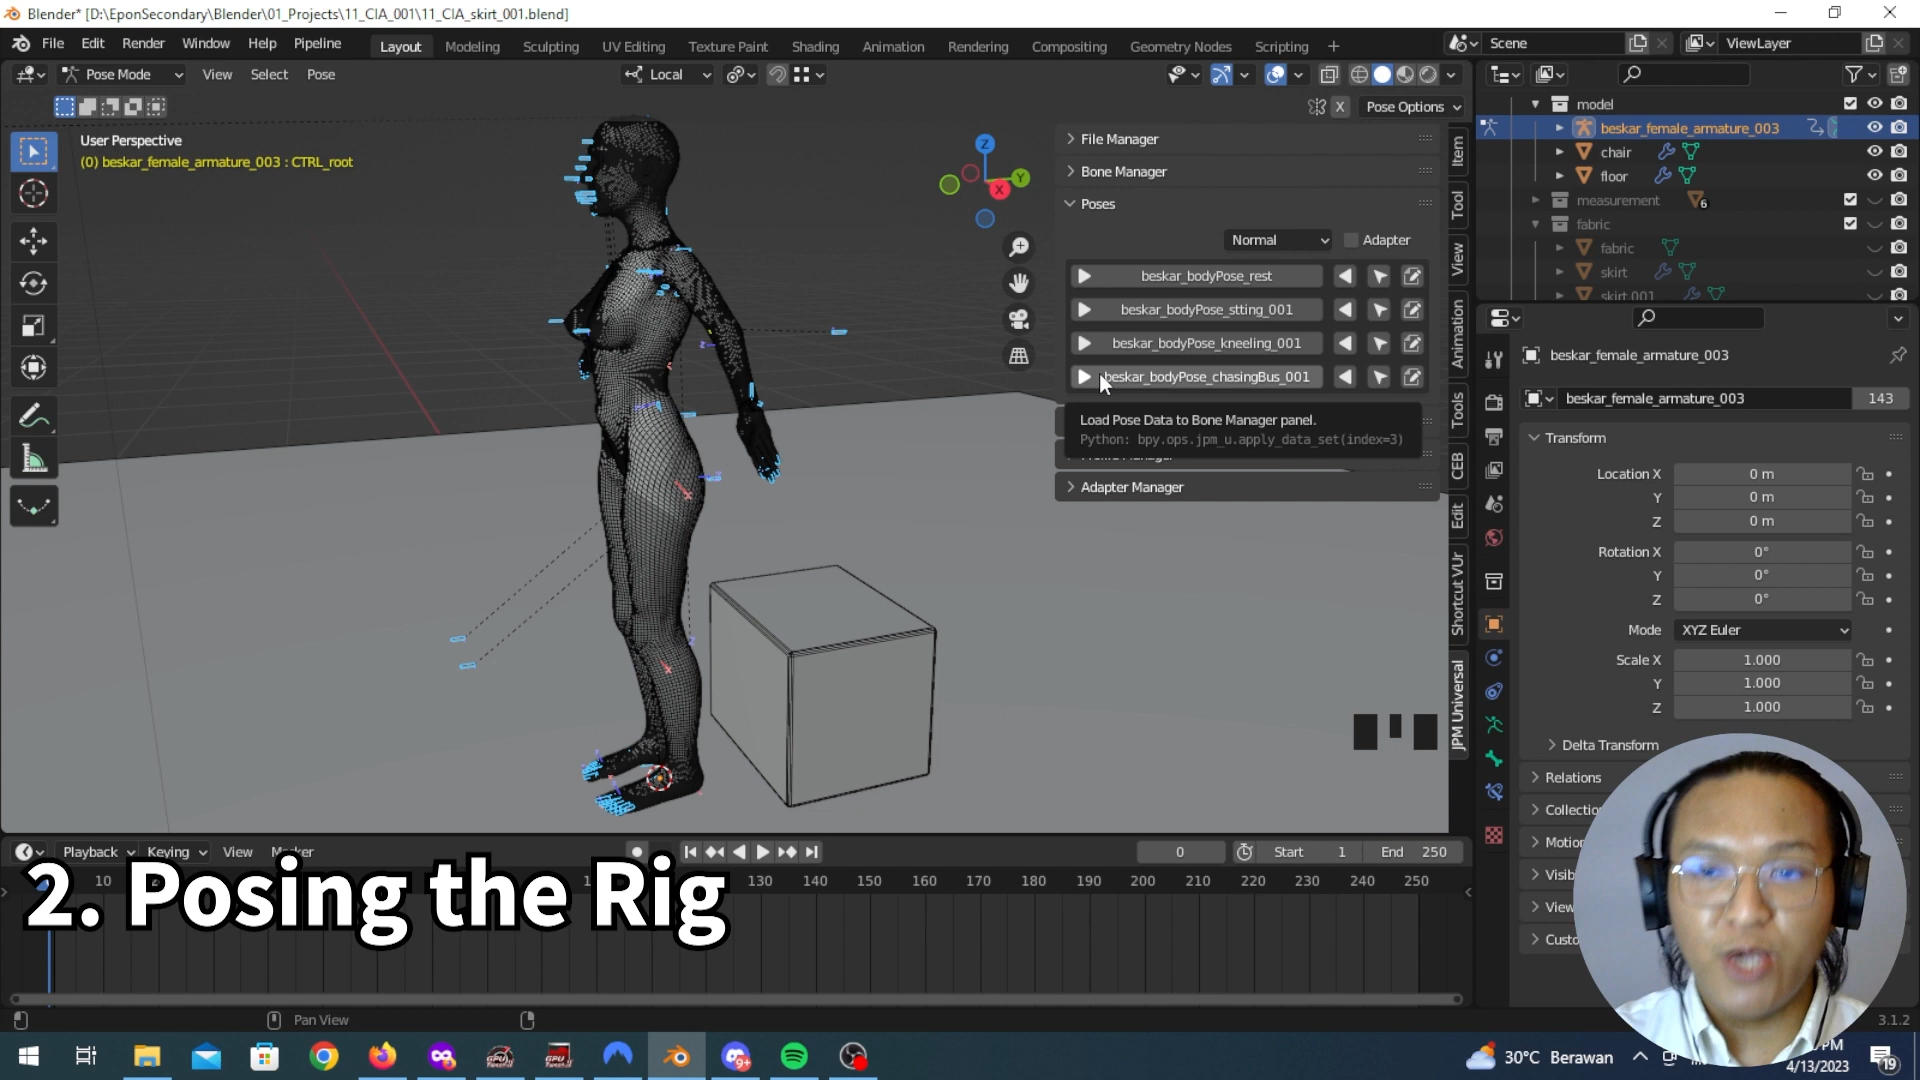 Blender* [D:\EponSecondary\Blender\01_Projects\11_CIA_001\11_CIA_skirt_001.blend]
File Edit Render Window Help Pipeline
Layout Modeling Sculpting UV Editing Texture Paint Shading Animation Rendering Compositing Geometry Nodes Scripting +
Scene
ViewLayer
Pose Mode View Select Pose
Local
X Pose Options
User Perspective
(0) beskar_female_armature_003 : CTRL_root
Z
Y
X
File Manager
Bone Manager
Poses
Normal Adapter
beskar_bodyPose_rest
beskar_bodyPose_stting_001
beskar_bodyPose_kneeling_001
beskar_bodyPose_chasingBus_001
Load Pose Data to Bone Manager panel.
Python: bpy.ops.jpm_u.apply_data_set(index=3)
Adapter Manager
Item
Tool
View
Animation
Tools
CEB
Edit
Shortcut VUr
JPM Universal
model
beskar_female_armature_003
chair
floor
measurement 6
fabric
fabric
skirt
skirt.001
beskar_female_armature_003
beskar_female_armature_003 143
Transform
Location X 0 m
Y 0 m
Z 0 m
Rotation X 0°
Y 0°
Z 0°
Mode XYZ Euler
Scale X 1.000
Y 1.000
Z 1.000
Delta Transform
Relations
Collectio
Motio
Visib
View
Custo
Playback Keying View Marker
0 Start 1 End 250
10 130 140 150 160 170 180 190 200 210 220 230 240 250
2. Posing the Rig
Pan View
3.1.2
9+
30°C Berawan
PM
4/13/2023
19